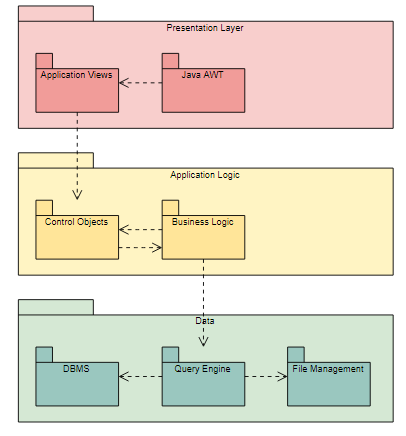 Presentation Layer
Application Views
Java AWT
Application Logic
Control Objects
Business Logic
Data
DBMS
Query Engine
File Management